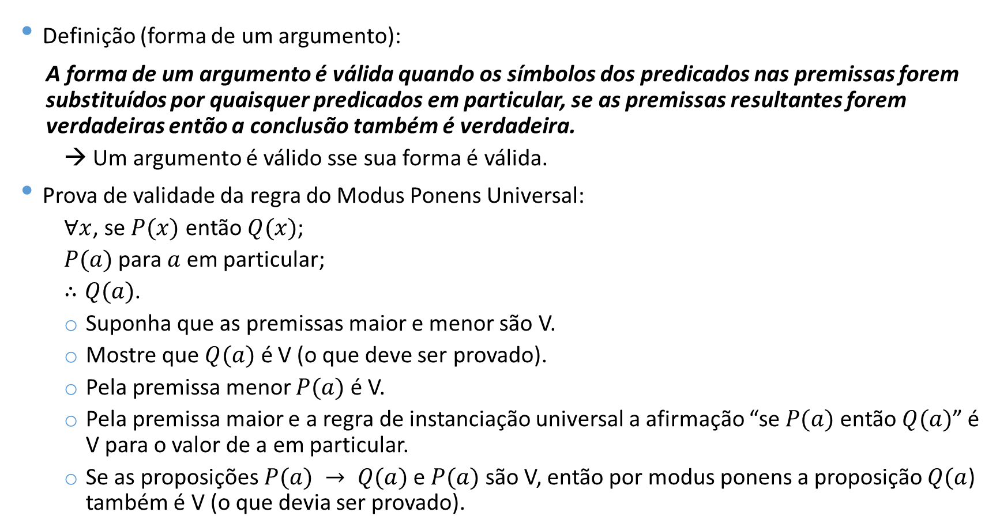 • Definição (forma de um argumento):
A forma de um argumento é válida quando os símbolos dos predicados nas premissas forem
substituídos por quaisquer predicados em particular, se as premissas resultantes forem
verdadeiras então a conclusão também é verdadeira.
→ Um argumento é válido sse sua forma é válida.
• Prova de validade da regra do Modus Ponens Universal:
∀x, se P(x) então Q(x);
P(a) para a em particular;
∴ Q(a).
○ Suponha que as premissas maior e menor são V.
○ Mostre que Q(a) é V (o que deve ser provado).
○ Pela premissa menor P(a) é V.
○ Pela premissa maior e a regra de instanciação universal a afirmação “se P(a) então Q(a)” é
V para o valor de a em particular.
○ Se as proposições P(a) → Q(a) e P(a) são V, então por modus ponens a proposição Q(a)
também é V (o que devia ser provado).